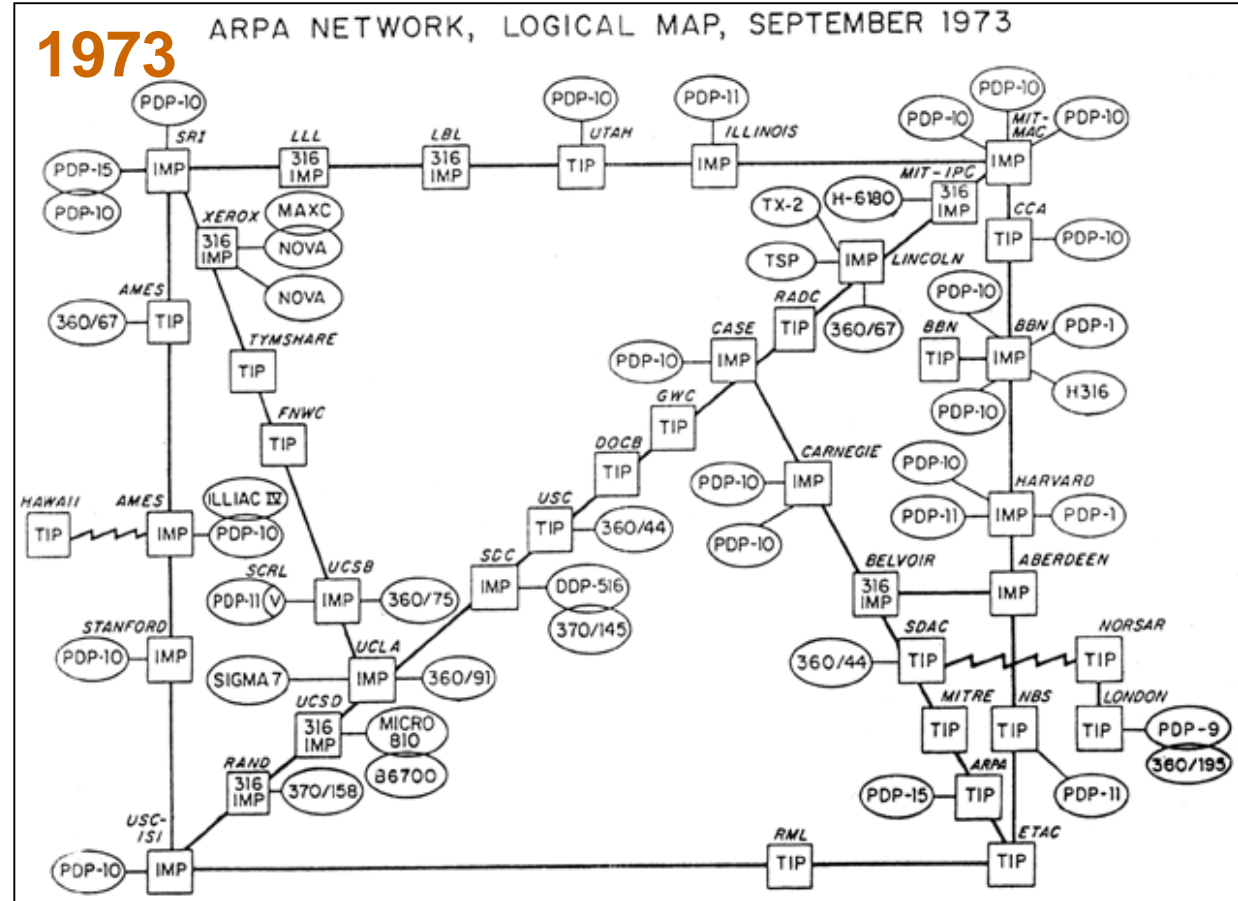 ARPA NETWORK, LOGICAL MAP, SEPTEMBER 1973
1973
PDP-10
PDP-10
PDP-11
PDP-10
PDP-10
PDP-10
SRI
LLL
LBL
UTAH
ILLINOIS
MIT-
MAC
PDP-15
PDP-10
IMP
316
IMP
316
IMP
TIP
IMP
IMP
MIT-IPC
XEROX
MAXC
NOVA
NOVA
316
IMP
TX-2
H-6180
316
IMP
CCA
TIP
PDP-10
TSP
IMP
LINCOLN
360/67
AMES
360/67
TIP
RADC
TIP
PDP-10
TYMSHARE
TIP
CASE
PDP-10
IMP
BBN
TIP
BBN
IMP
PDP-1
H316
PDP-10
GWC
TIP
FNWC
TIP
DOCB
TIP
CARNEGIE
PDP-10
IMP
PDP-10
PDP-10
HARVARD
PDP-11
IMP
PDP-1
HAWAII
TIP
AMES
IMP
ILLIAC IV
PDP-10
USC
TIP
360/44
SCRL
PDP-11 V
UCSB
IMP
360/75
SDC
IMP
DDP-516
370/145
BELVOIR
316
IMP
ABERDEEN
IMP
STANFORD
PDP-10
IMP
UCLA
SIGMA 7
IMP
360/91
SDAC
360/44
TIP
NORSAR
TIP
UCSD
316
IMP
MICRO
810
B6700
MITRE
TIP
NBS
TIP
LONDON
TIP
PDP-9
360/195
RAND
316
IMP
370/158
ARPA
PDP-15
TIP
PDP-11
USC-
ISI
PDP-10
IMP
RML
TIP
ETAC
TIP